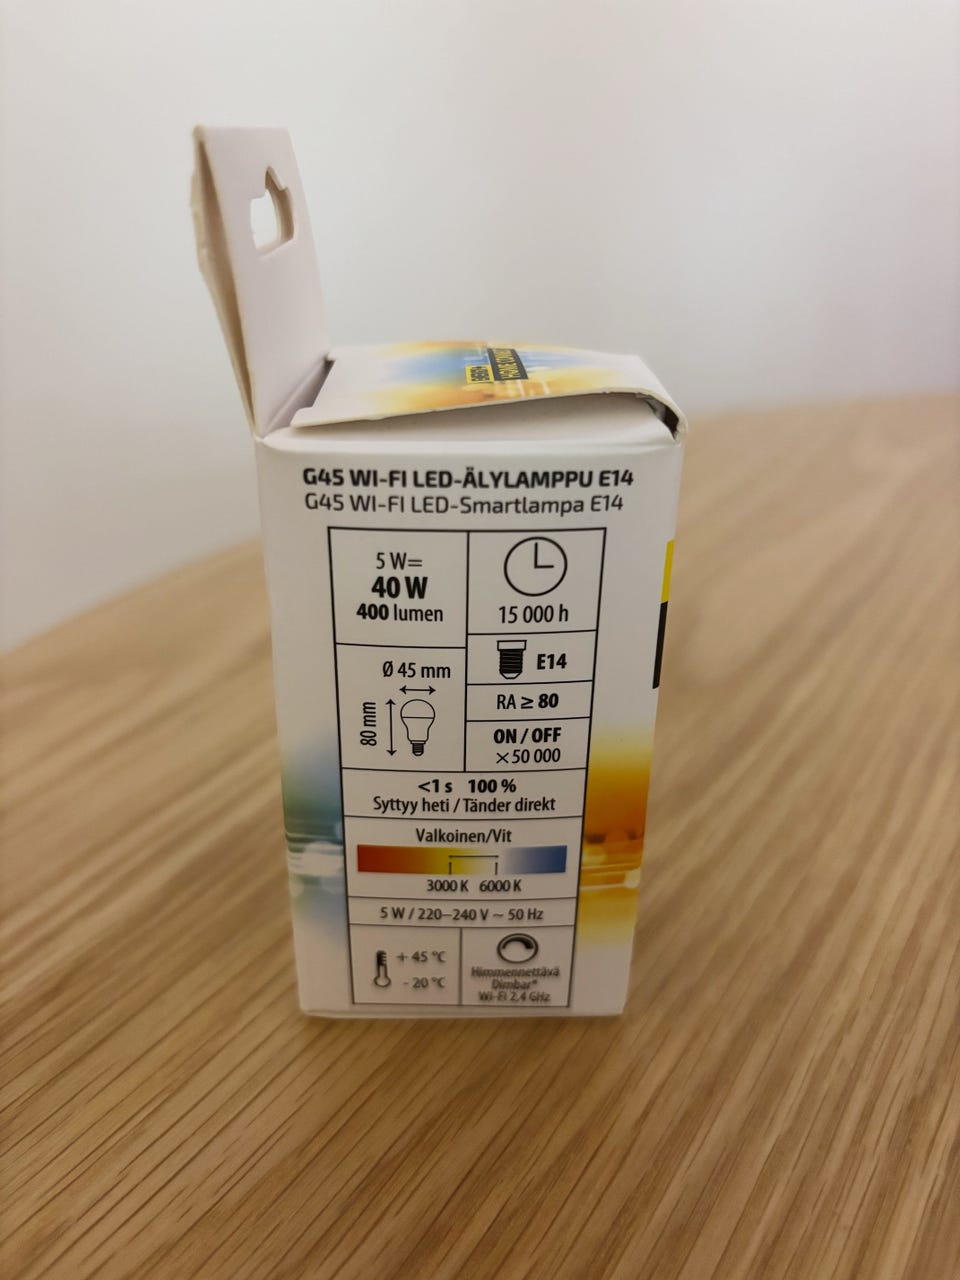 G45 WI-FI LED-ÄLYLAMPPU E14
G45 WI-FI LED-Smartlampa E14
5 W=
40 W
400 lumen
15 000 h
E14
Ø 45 mm
80 mm
RA ≥ 80
ON / OFF
×50 000
<1 s 100 %
Syttyy heti / Tänder direkt
Valkoinen/Vit
3000 K 6000 K
5 W / 220–240 V ~ 50 Hz
+ 45 °C
- 20 °C
Himmennettävä
Dimbar*
Wi-Fi 2,4 GHz